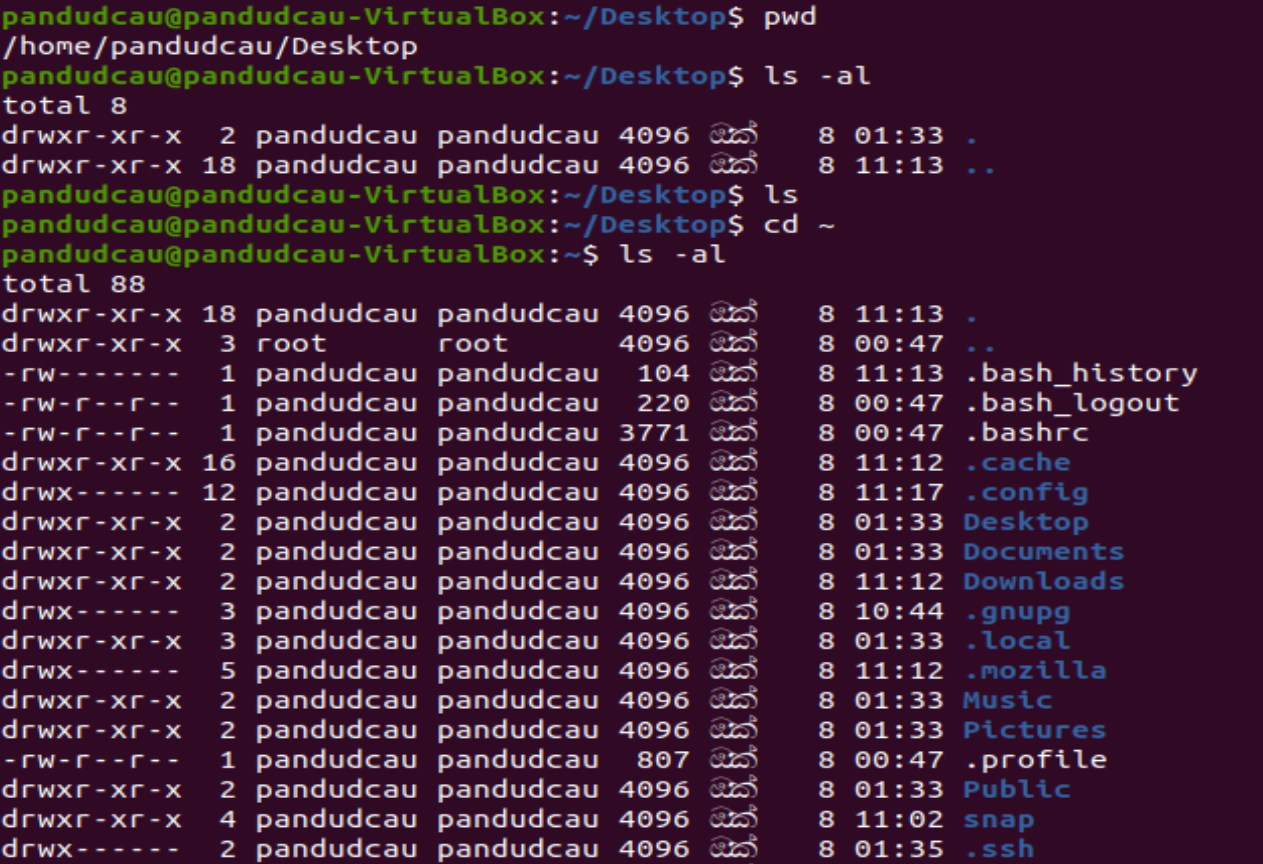 pandudcau@pandudcau-VirtualBox:~/Desktop$ pwd
/home/pandudcau/Desktop
pandudcau@pandudcau-VirtualBox:~/Desktop$ ls -al
total 8
drwxr-xr-x  2 pandudcau pandudcau 4096 ඔක්   8 01:33 .
drwxr-xr-x 18 pandudcau pandudcau 4096 ඔක්   8 11:13 ..
pandudcau@pandudcau-VirtualBox:~/Desktop$ ls
pandudcau@pandudcau-VirtualBox:~/Desktop$ cd ~
pandudcau@pandudcau-VirtualBox:~$ ls -al
total 88
drwxr-xr-x 18 pandudcau pandudcau 4096 ඔක්   8 11:13 .
drwxr-xr-x  3 root      root      4096 ඔක්   8 00:47 ..
-rw-------  1 pandudcau pandudcau  104 ඔක්   8 11:13 .bash_history
-rw-r--r--  1 pandudcau pandudcau  220 ඔක්   8 00:47 .bash_logout
-rw-r--r--  1 pandudcau pandudcau 3771 ඔක්   8 00:47 .bashrc
drwxr-xr-x 16 pandudcau pandudcau 4096 ඔක්   8 11:12 .cache
drwx------ 12 pandudcau pandudcau 4096 ඔක්   8 11:17 .config
drwxr-xr-x  2 pandudcau pandudcau 4096 ඔක්   8 01:33 Desktop
drwxr-xr-x  2 pandudcau pandudcau 4096 ඔක්   8 01:33 Documents
drwxr-xr-x  2 pandudcau pandudcau 4096 ඔක්   8 11:12 Downloads
drwx------  3 pandudcau pandudcau 4096 ඔක්   8 10:44 .gnupg
drwxr-xr-x  3 pandudcau pandudcau 4096 ඔක්   8 01:33 .local
drwx------  5 pandudcau pandudcau 4096 ඔක්   8 11:12 .mozilla
drwxr-xr-x  2 pandudcau pandudcau 4096 ඔක්   8 01:33 Music
drwxr-xr-x  2 pandudcau pandudcau 4096 ඔක්   8 01:33 Pictures
-rw-r--r--  1 pandudcau pandudcau  807 ඔක්   8 00:47 .profile
drwxr-xr-x  2 pandudcau pandudcau 4096 ඔක්   8 01:33 Public
drwxr-xr-x  4 pandudcau pandudcau 4096 ඔක්   8 11:02 snap
drwx------  2 pandudcau pandudcau 4096 ඔක්   8 01:35 .ssh